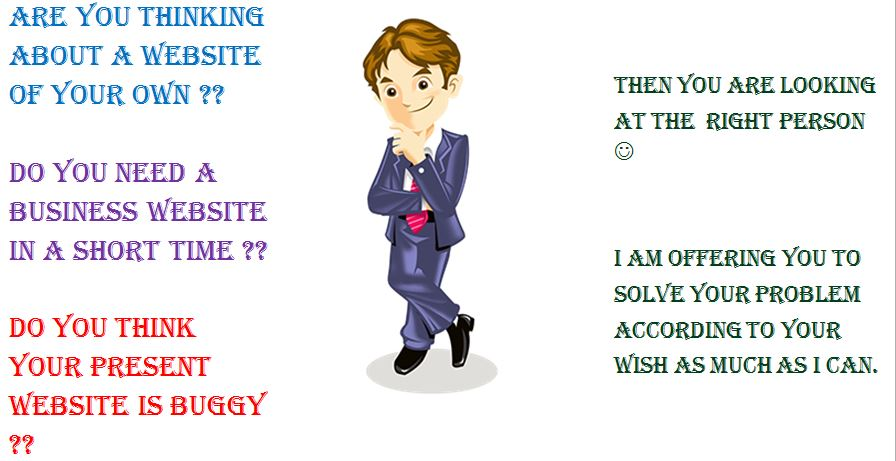 ARE YOU THINKING
ABOUT A WEBSITE
OF YOUR OWN ??
DO YOU NEED A
BUSINESS WEBSITE
IN A SHORT TIME ??
DO YOU THINK
YOUR PRESENT
WEBSITE IS BUGGY
??
THEN YOU ARE LOOKING
AT THE RIGHT PERSON
☺
I AM OFFERING YOU TO
SOLVE YOUR PROBLEM
ACCORDING TO YOUR
WISH AS MUCH AS I CAN.